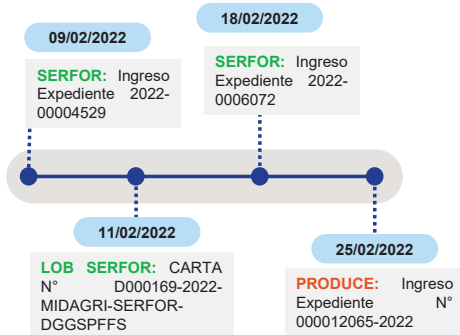 09/02/2022
SERFOR: Ingreso
Expediente 2022-
00004529
18/02/2022
SERFOR: Ingreso
Expediente 2022-
0006072
11/02/2022
LOB SERFOR: CARTA
N° D000169-2022-
MIDAGRI-SERFOR-
DGGSPFFS
25/02/2022
PRODUCE: Ingreso
Expediente N°
000012065-2022